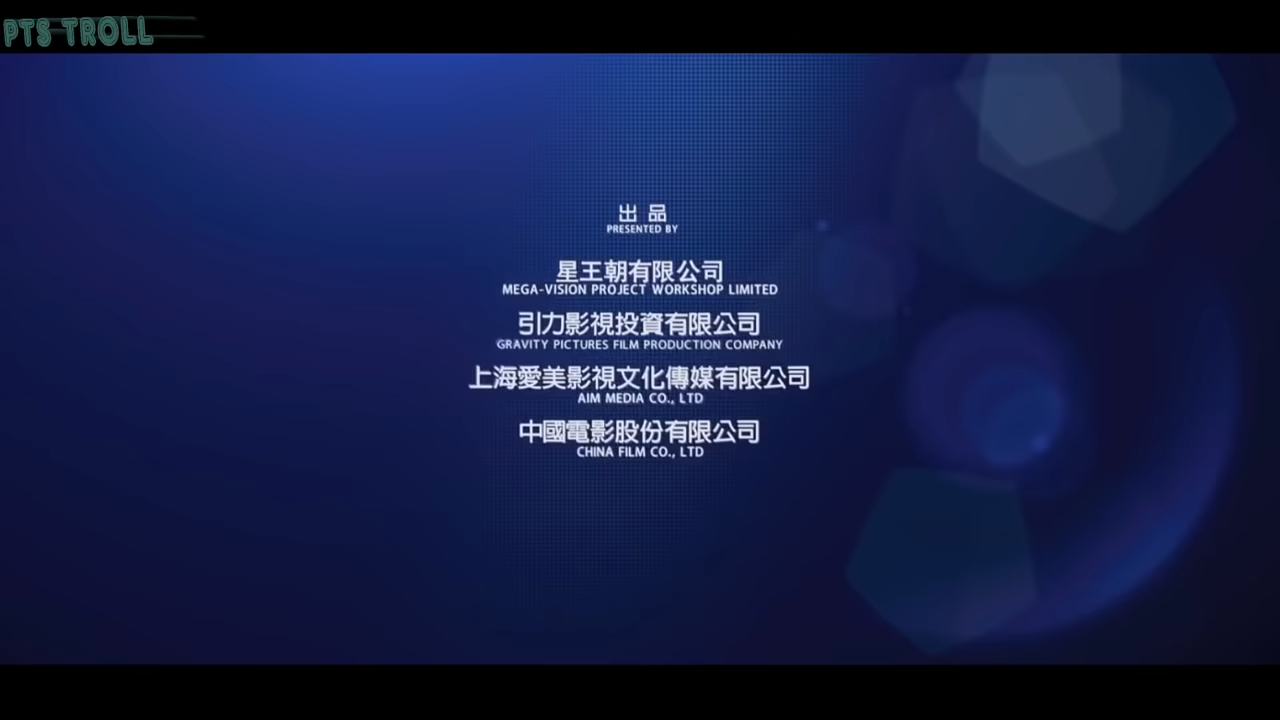 PTS TROLL
出品
PRESENTED BY
星王朝有限公司
MEGA-VISION PROJECT WORKSHOP LIMITED
引力影視投資有限公司
GRAVITY PICTURES FILM PRODUCTION COMPANY
上海愛美影視文化傳媒有限公司
AIM MEDIA CO., LTD
中國電影股份有限公司
CHINA FILM CO., LTD